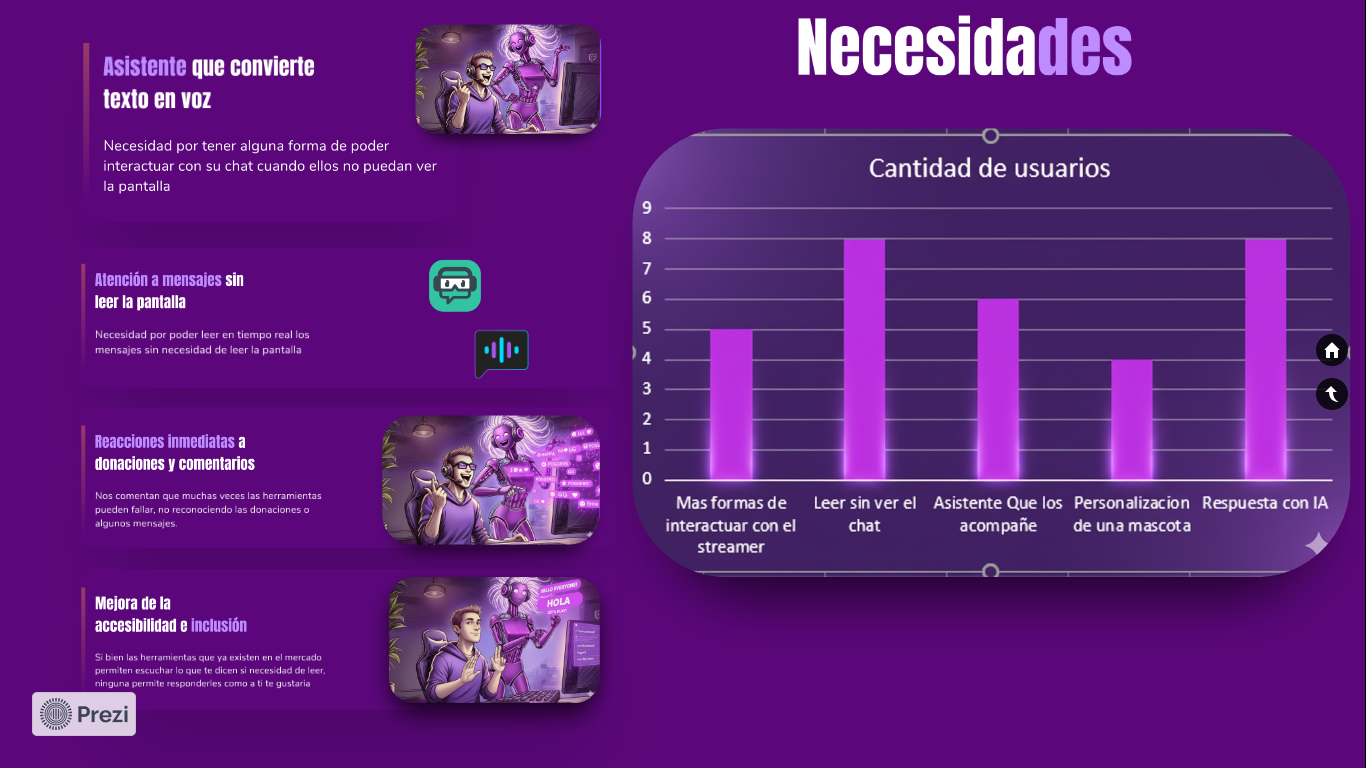 Necesidades
Asistente que convierte
texto en voz
Necesidad por tener alguna forma de poder
interactuar con su chat cuando ellos no puedan ver
la pantalla
Atención a mensajes sin
leer la pantalla
Necesidad por poder leer en tiempo real los
mensajes sin necesidad de leer la pantalla
Reacciones inmediatas a
donaciones y comentarios
Nos comentan que muchas veces las herramientas
pueden fallar, no reconociendo las donaciones o
algunos mensajes.
Mejora de la
accesibilidad e inclusión
Si bien las herramientas que ya existen en el mercado
permiten escuchar lo que te dicen si necesidad de leer,
ninguna permite responderles como a ti te gustaria
HOLA
Prezi
Cantidad de usuarios
9
8
7
6
5
4
3
2
1
0
Mas formas de
interactuar con el
streamer
Leer sin ver el
chat
Asistente Que los
acompañe
Personalizacion
de una mascota
Respuesta con IA